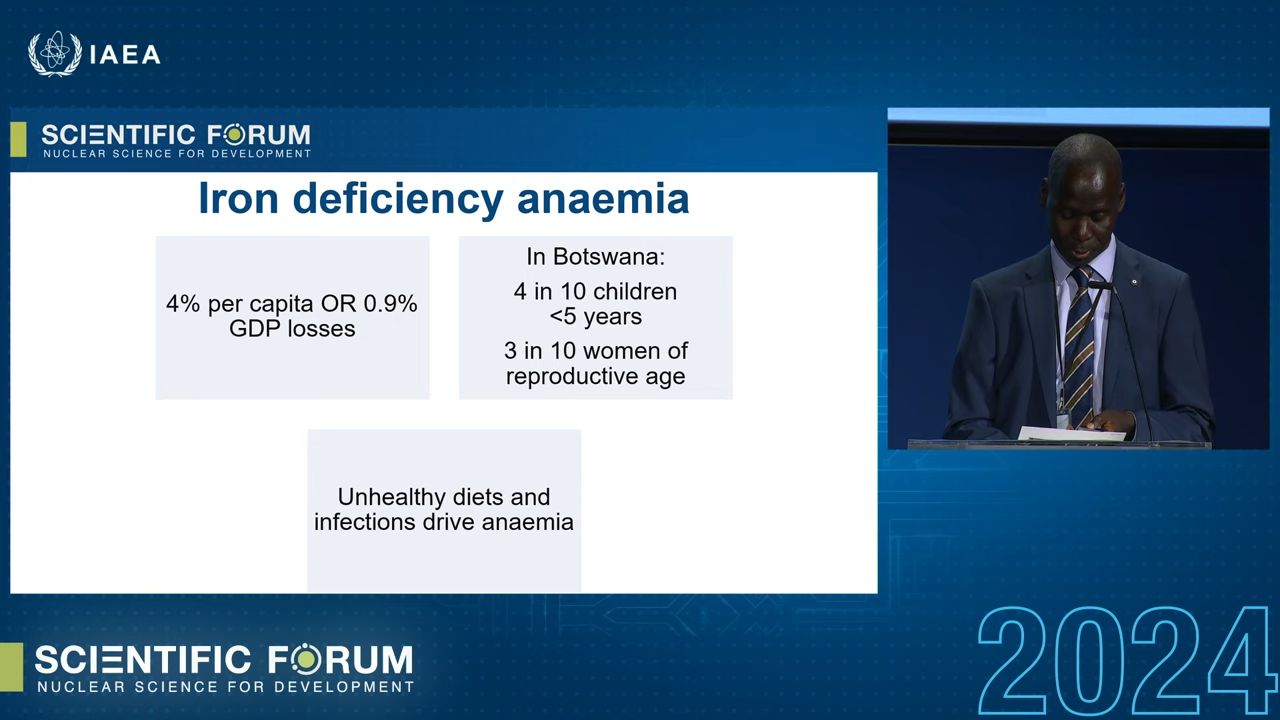 IAEA
SCIENTIFIC FORUM
NUCLEAR SCIENCE FOR DEVELOPMENT
Iron deficiency anaemia
4% per capita OR 0.9%
GDP losses
In Botswana:
4 in 10 children
<5 years
3 in 10 women of
reproductive age
Unhealthy diets and
infections drive anaemia
SCIENTIFIC FORUM
NUCLEAR SCIENCE FOR DEVELOPMENT
2024